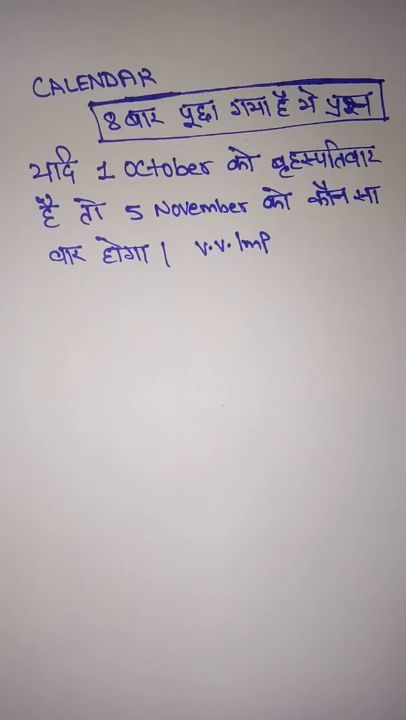 CALENDAR
8 बार पूछा गया है ये प्रश्न
यदि 1 october को बृहस्पतिवार
है तो 5 November को कौन सा
वार होगा | V.V. Imp